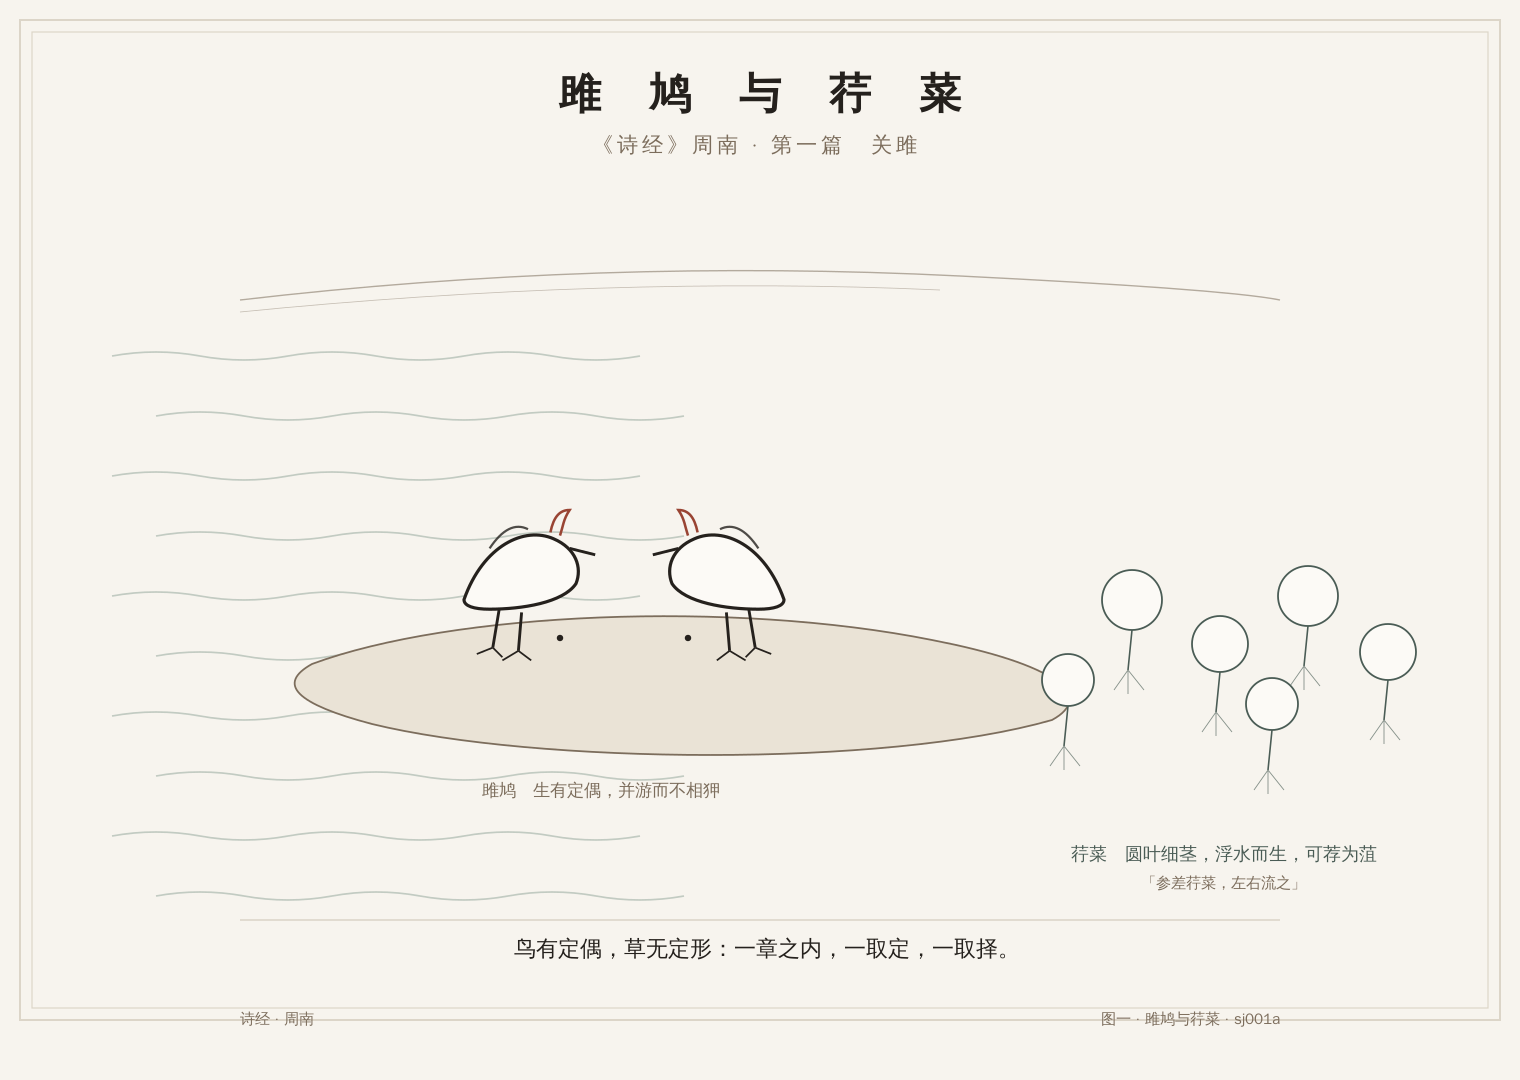 雎鸠与荇菜
《诗经》周南 · 第一篇　关雎
雎鸠　生有定偶，并游而不相狎
荇菜　圆叶细茎，浮水而生，可荐为菹
「参差荇菜，左右流之」
鸟有定偶，草无定形：一章之内，一取定，一取择。
诗经 · 周南
图一 · 雎鸠与荇菜 · sj001a